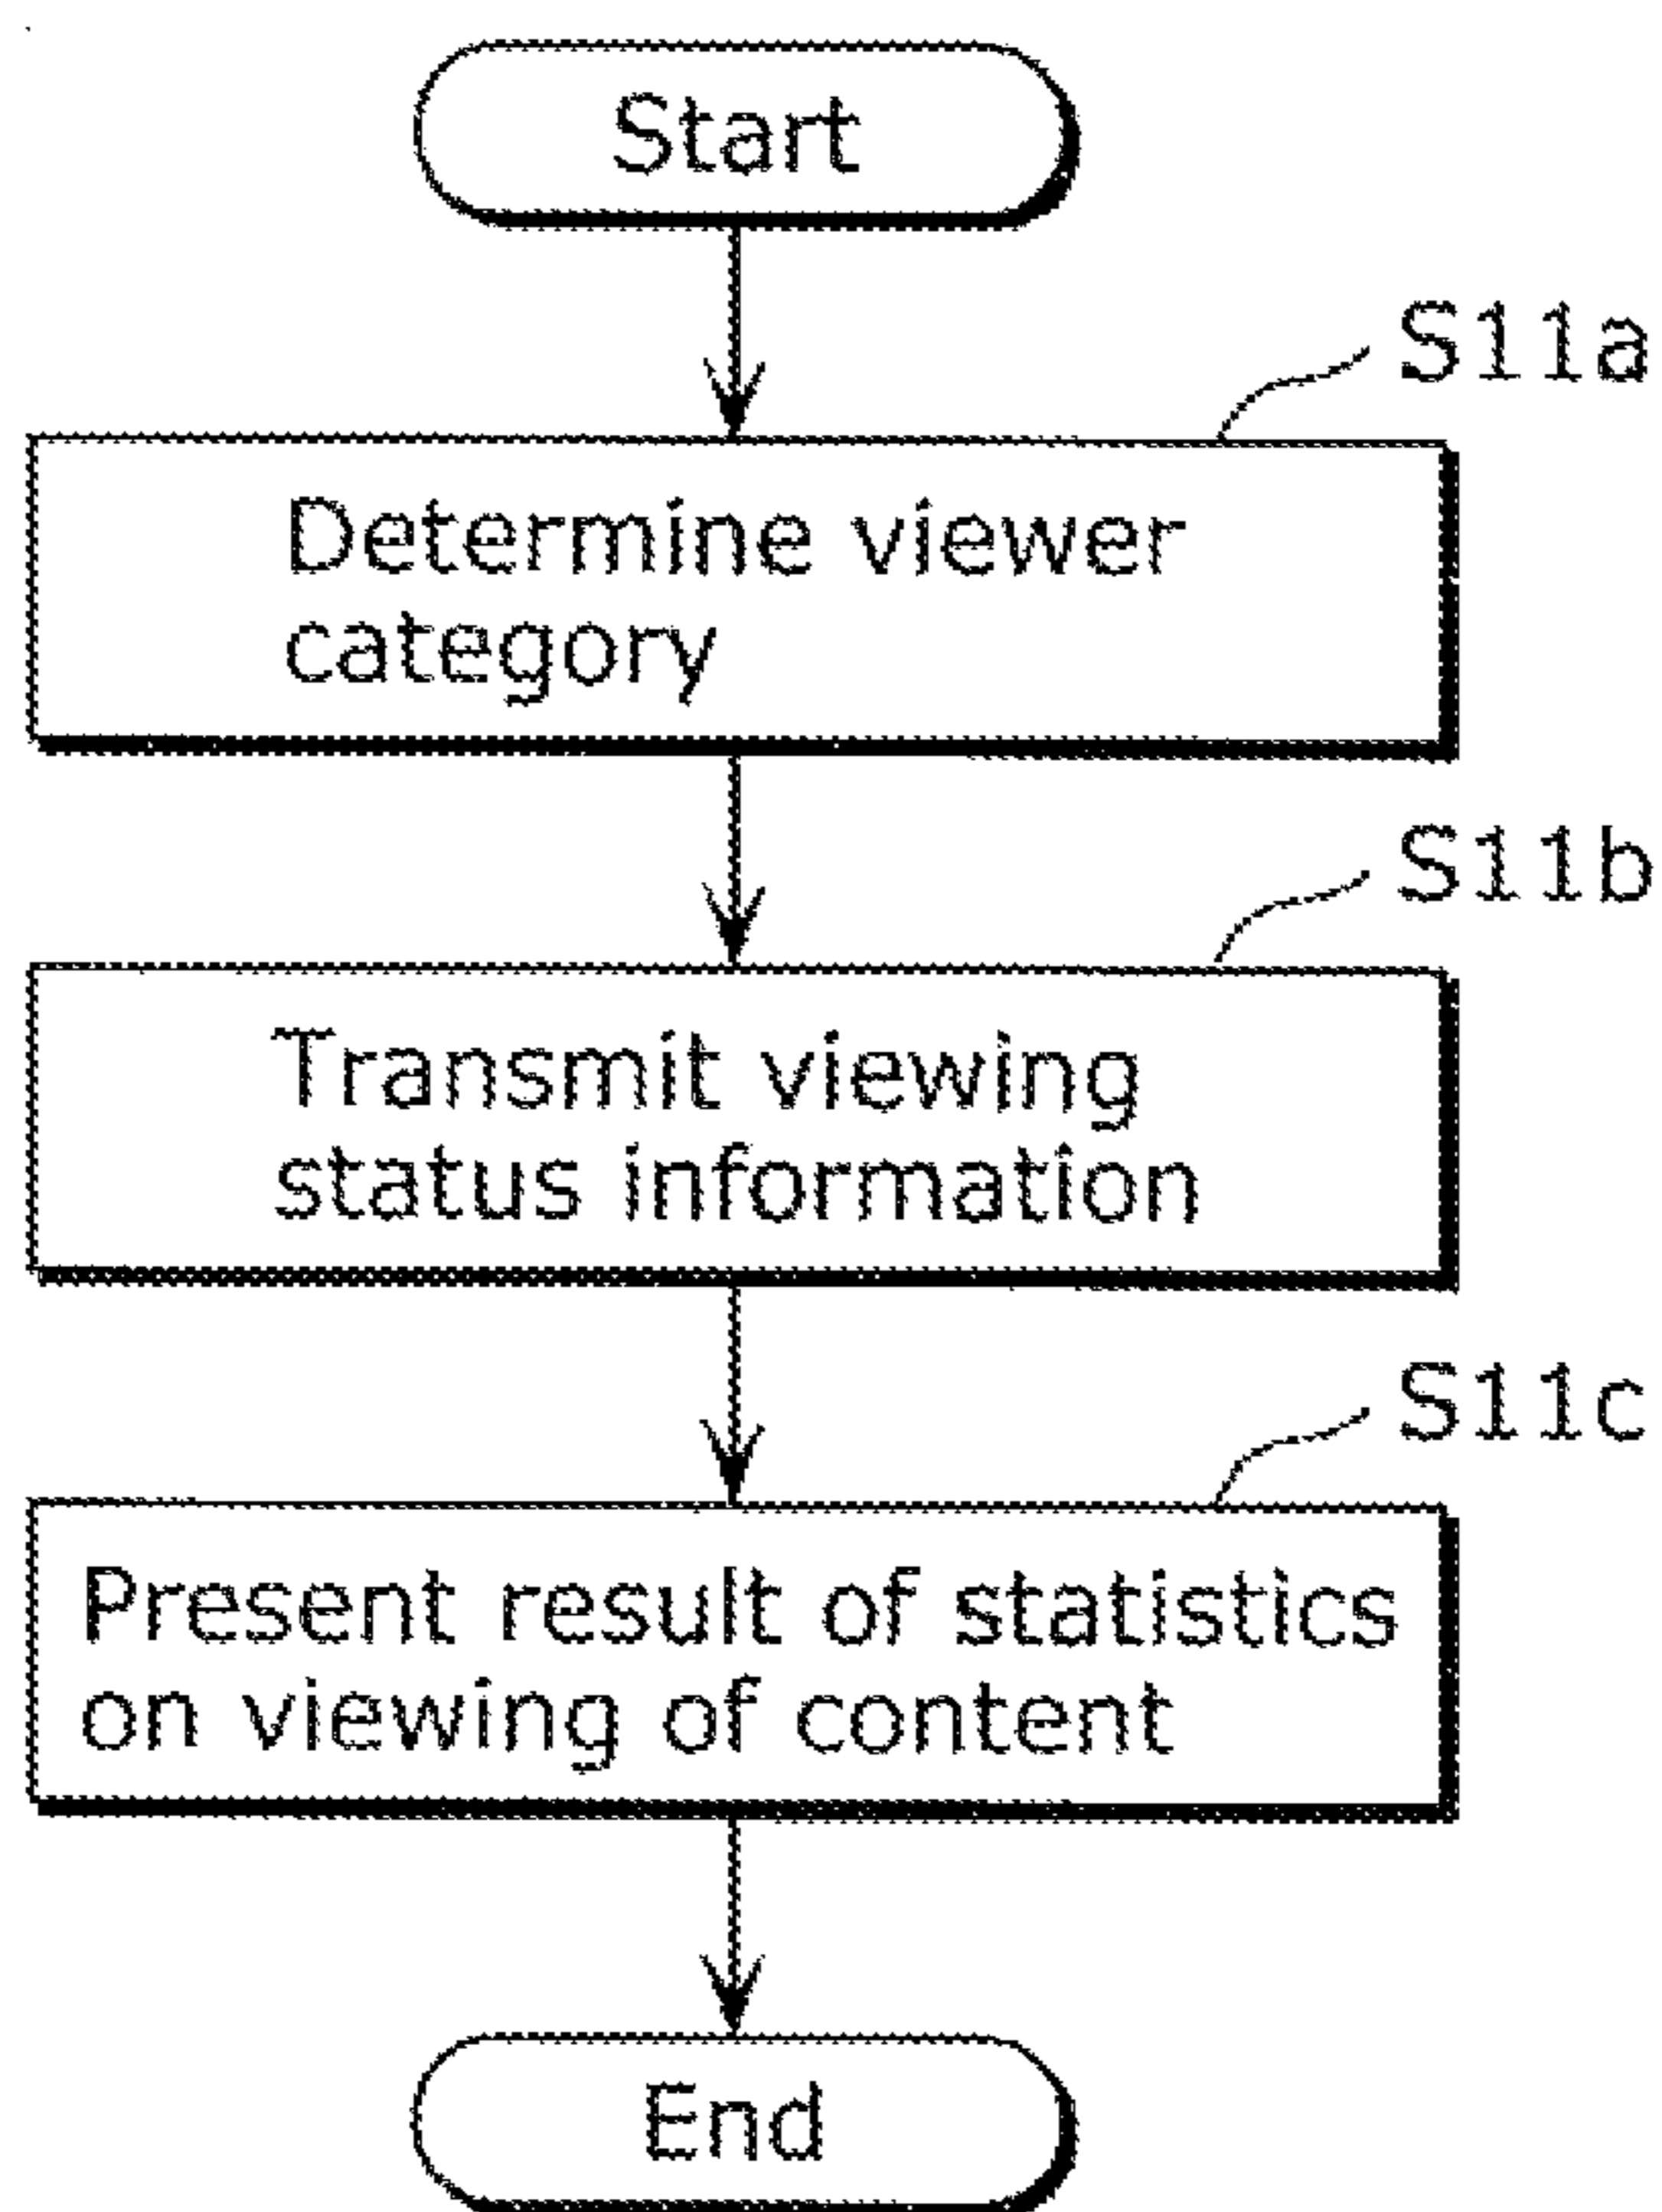 Start
S11a
Determine viewer
category
S11b
Transmit viewing
status information
S11c
Present result of statistics
on viewing of content
End